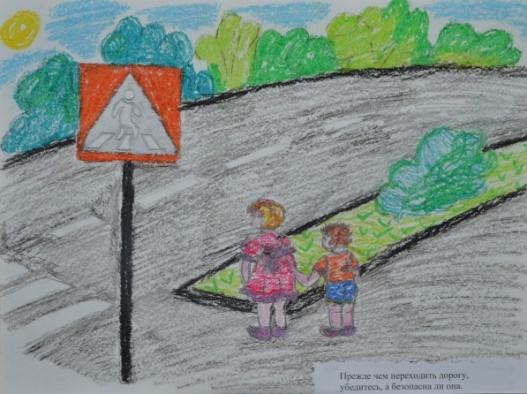 Прежде чем переходить дорогу,
убедитесь, а безопасна ли она.